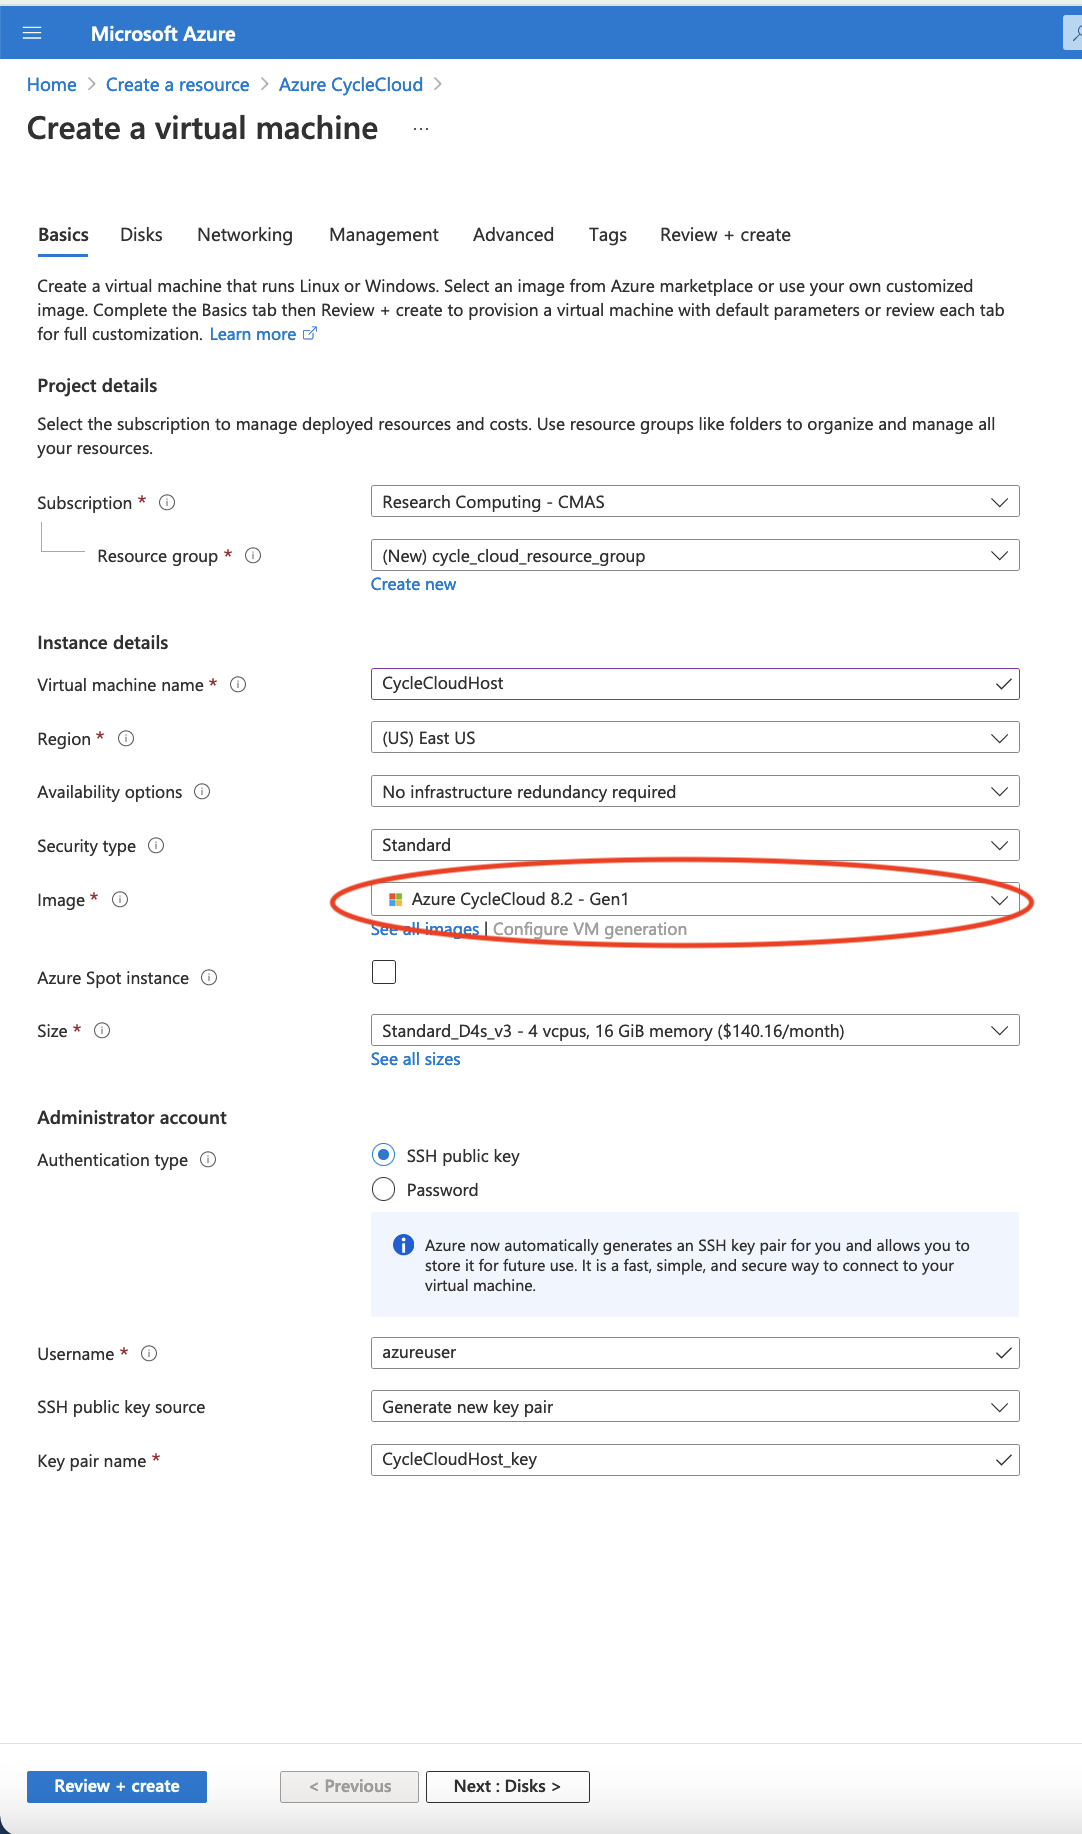 Microsoft Azure
Home > Create a resource > Azure CycleCloud >
Create a virtual machine ...
Basics Disks Networking Management Advanced Tags Review + create
Create a virtual machine that runs Linux or Windows. Select an image from Azure marketplace or use your own customized
image. Complete the Basics tab then Review + create to provision a virtual machine with default parameters or review each tab
for full customization. Learn more
Project details
Select the subscription to manage deployed resources and costs. Use resource groups like folders to organize and manage all
your resources.
Subscription * Research Computing - CMAS
Resource group * (New) cycle_cloud_resource_group
Create new
Instance details
Virtual machine name * CycleCloudHost
Region * (US) East US
Availability options No infrastructure redundancy required
Security type Standard
Image * Azure CycleCloud 8.2 - Gen1
See all images | Configure VM generation
Azure Spot instance
Size * Standard_D4s_v3 - 4 vcpus, 16 GiB memory ($140.16/month)
See all sizes
Administrator account
Authentication type SSH public key
Password
Azure now automatically generates an SSH key pair for you and allows you to
store it for future use. It is a fast, simple, and secure way to connect to your
virtual machine.
Username * azureuser
SSH public key source Generate new key pair
Key pair name * CycleCloudHost_key
Review + create < Previous Next : Disks >